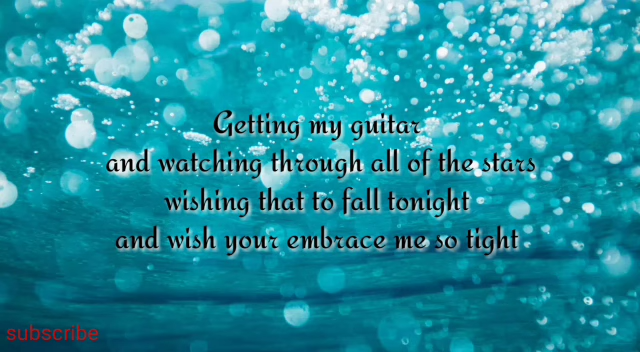 Getting my guitar
and watching through all of the stars
wishing that to fall tonight
and wish your embrace me so tight
subscribe